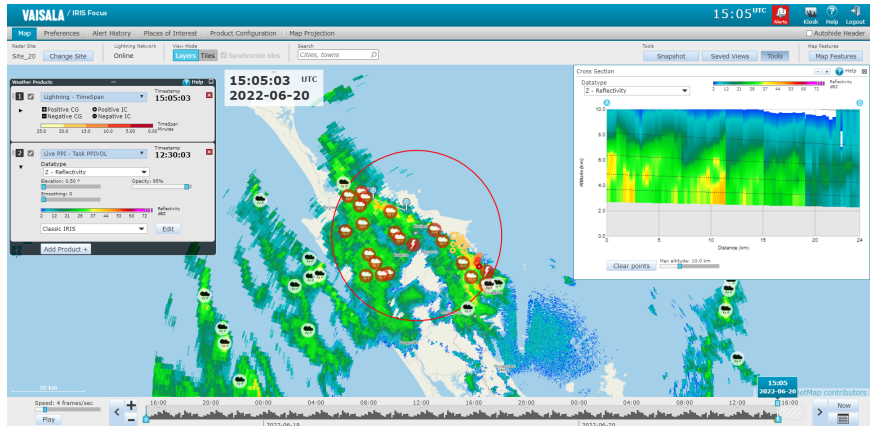 VAISALA / IRIS Focus
15:05 UTC
Alerts
Kiosk
Help
Logout
Map
Preferences
Alert History
Places of Interest
Product Configuration
Map Projection
Autohide Header
Radar Site
Site_20
Change Site
Lightning Network
Online
View Mode
Layers
Tiles
Synchronize tiles
Search
Cities, towns
Tools
Snapshot
Saved Views
Tools
Map Features
Map Features
Weather Products
Help
1
Lightning - TimeSpan
Timestamp
15:05:03
Positive CG
Positive IC
Negative CG
Negative IC
25.0 20.0 15.0 10.0 5.00 0.00
TimeSpan
Minutes
2
Live PPI - Task PPIVOL
Timestamp
12:30:03
Datatype
Z - Reflectivity
Elevation: 0.50 °
Opacity: 95%
Smoothing: 0
2 12 21 28 37 44 53 60 72
Reflectivity
dBZ
Classic IRIS
Edit
Add Product +
15:05:03 UTC
2022-06-20
Cross Section
Help
Datatype
Z - Reflectivity
2 12 21 28 37 44 53 60 72
Reflectivity
dBZ
A
B
10.0
8.0
6.0
4.0
2.0
0.0
Altitude (km)
0
5
10
15
20
24
Distance (km)
Clear points
Max altitude: 10.0 km
50 km
15:05
2022-06-20
eetMap contributors.
Speed: 4 frames/sec
Play
16:00
20:00
00:00
04:00
08:00
12:00
16:00
20:00
00:00
04:00
08:00
12:00
16:00
2022-06-19
2022-06-20
Now